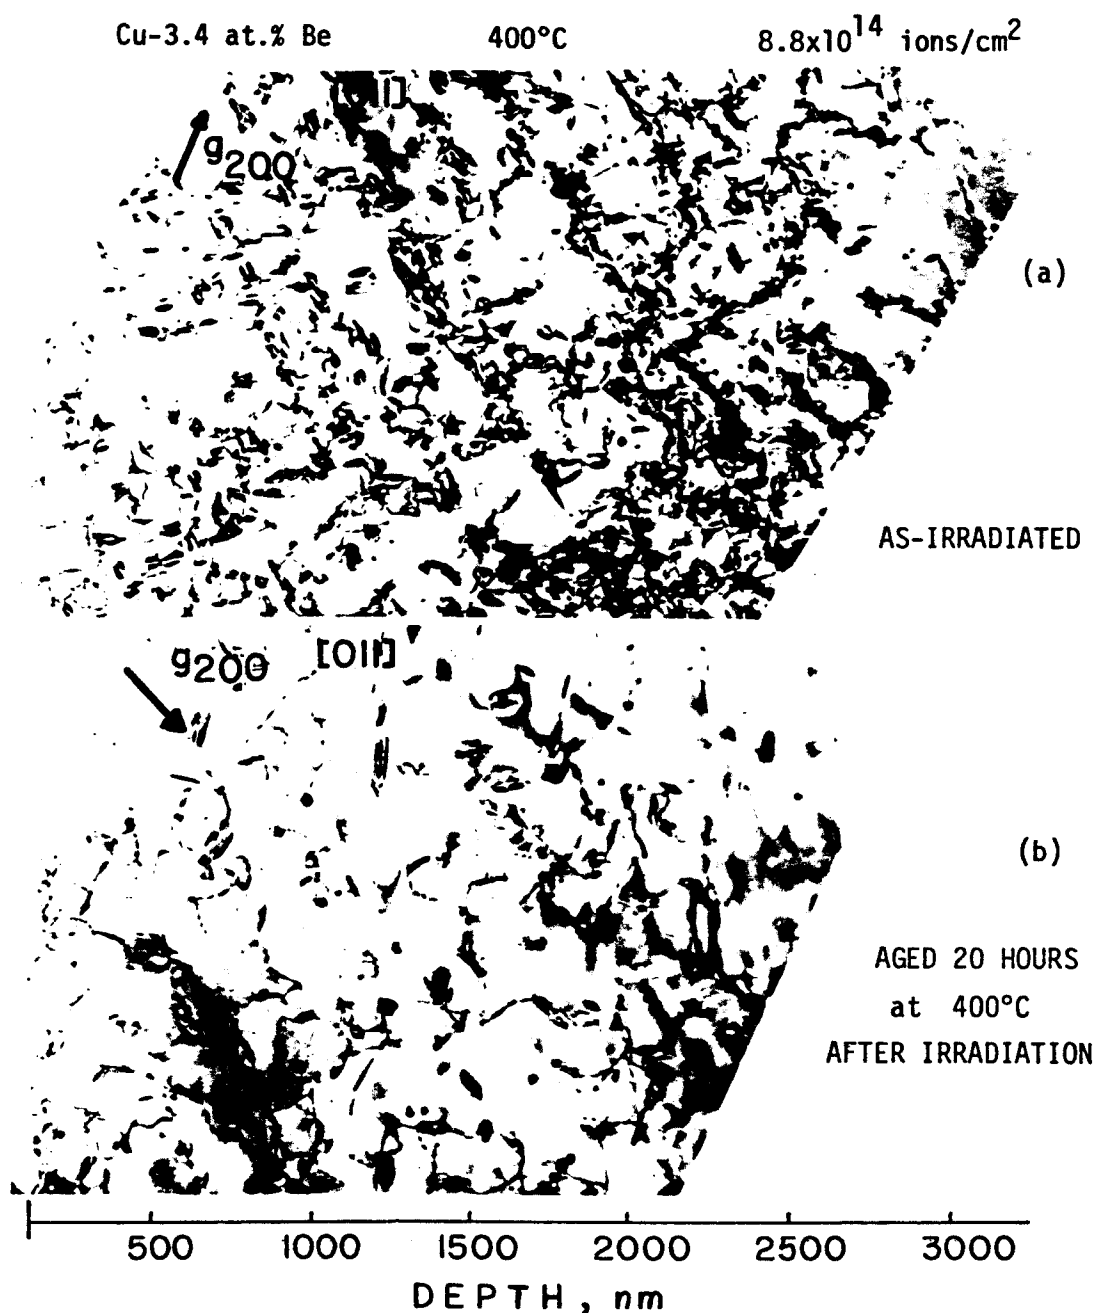 Cu-3.4 at.% Be 400°C 8.8x10^14 ions/cm^2
g200
(a)
AS-IRRADIATED
g200 [011]
(b)
AGED 20 HOURS
at 400°C
AFTER IRRADIATION
500 1000 1500 2000 2500 3000
DEPTH, nm